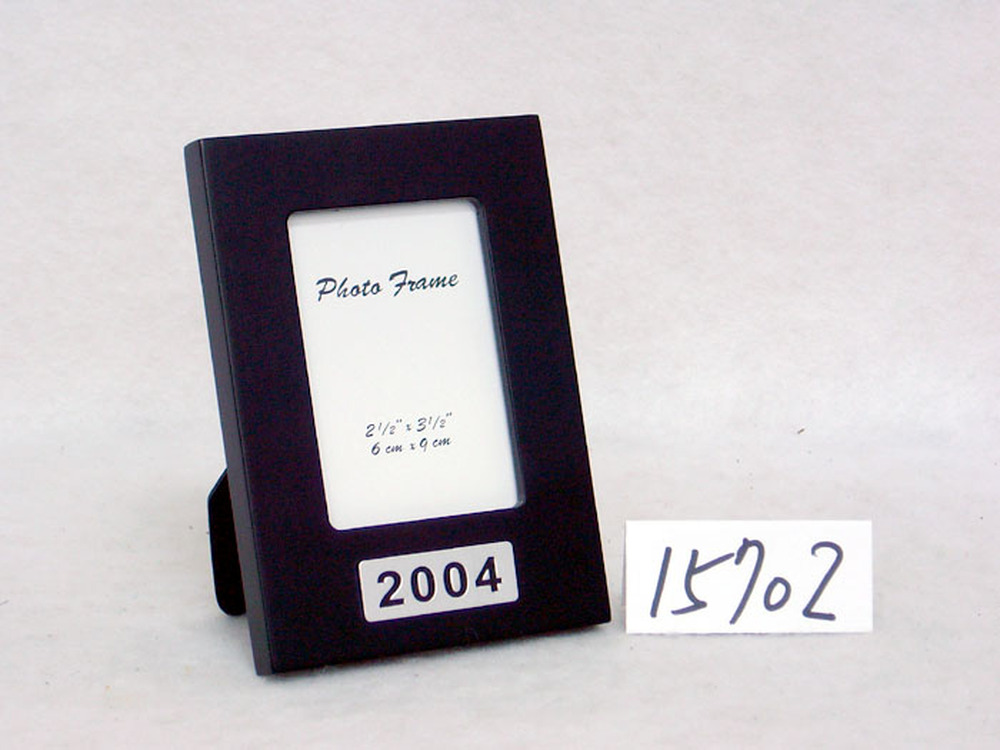 Photo Frame
2 1/2" x 3 1/2"
6 cm x 9 cm
2004
15702